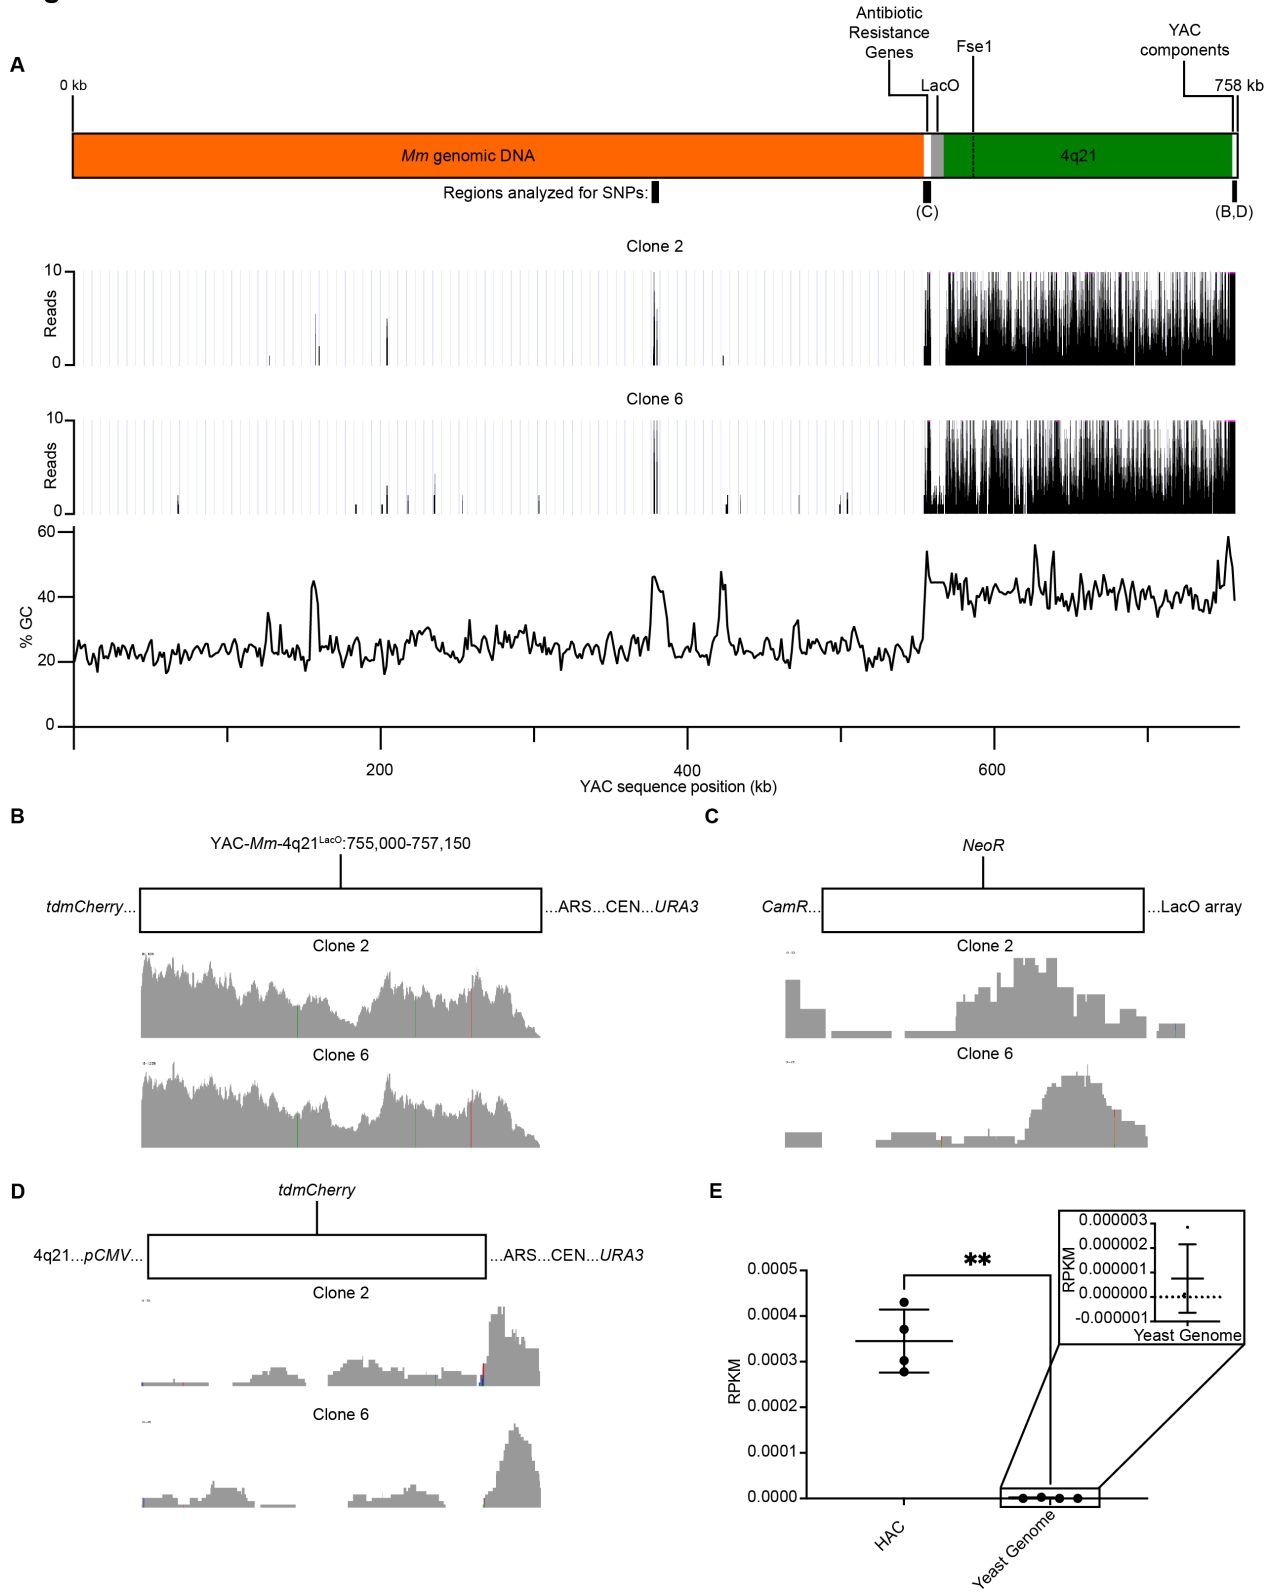 A
0 kb
Antibiotic
Resistance
Genes
LacO
Fse1
YAC
components
758 kb
Mm genomic DNA
4q21
Regions analyzed for SNPs:
(C)
(B,D)
Clone 2
10
Reads
0
Clone 6
10
Reads
0
60
40
% GC
20
0
200
400
600
YAC sequence position (kb)
B
YAC-Mm-4q21LacO:755,000-757,150
tdmCherry...
...ARS...CEN...URA3
Clone 2
Clone 6
C
NeoR
CamR...
...LacO array
Clone 2
Clone 6
D
tdmCherry
4q21...pCMV...
...ARS...CEN...URA3
Clone 2
Clone 6
E
0.0005
0.0004
0.0003
0.0002
0.0001
0.0000
RPKM
**
HAC
Yeast Genome
0.000003
0.000002
0.000001
0.000000
-0.000001
RPKM
Yeast Genome